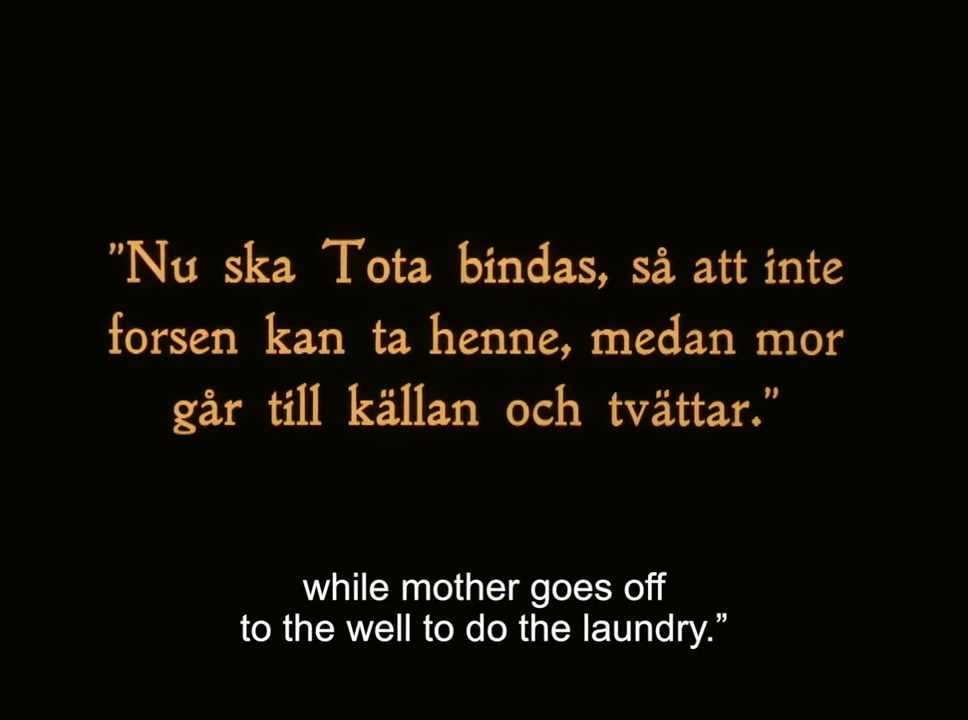 "Nu ska Tota bindas, så att inte
forsen kan ta henne, medan mor
går till källan och tvättar."
while mother goes off
to the well to do the laundry.”